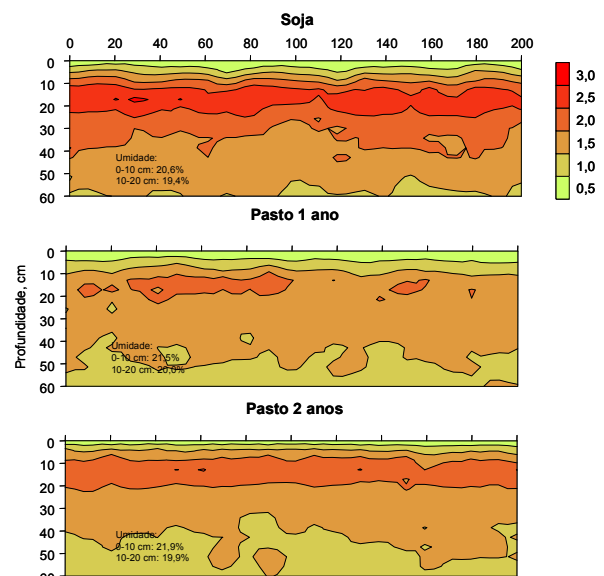 Soja
0 20 40 60 80 100 120 140 160 180 200
0
10
20
30
40
50
60
Umidade:
0-10 cm: 20,6%
10-20 cm: 19,4%
3,0
2,5
2,0
1,5
1,0
0,5
Pasto 1 ano
Profundidade, cm
0
10
20
30
40
50
60
Umidade:
0-10 cm: 21,5%
10-20 cm: 20,0%
Pasto 2 anos
0
10
20
30
40
50
60
Umidade:
0-10 cm: 21,9%
10-20 cm: 19,9%